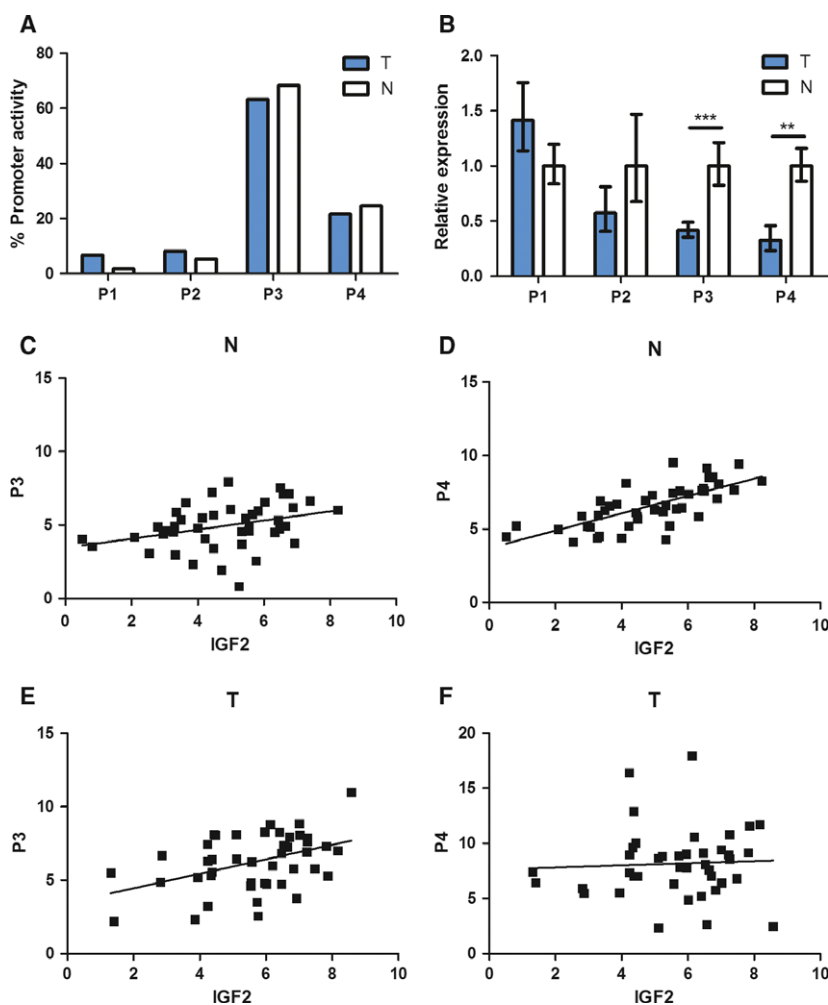 A
B
% Promoter activity
80
60
40
20
0
T
N
P1 P2 P3 P4
Relative expression
2.0
1.5
1.0
0.5
0.0
T
N
*** **
P1 P2 P3 P4
C
N
P3
15
10
5
0
0 2 4 6 8 10
IGF2
D
N
P4
15
10
5
0
0 2 4 6 8 10
IGF2
E
T
P3
15
10
5
0
0 2 4 6 8 10
IGF2
F
T
P4
20
15
10
5
0
0 2 4 6 8 10
IGF2